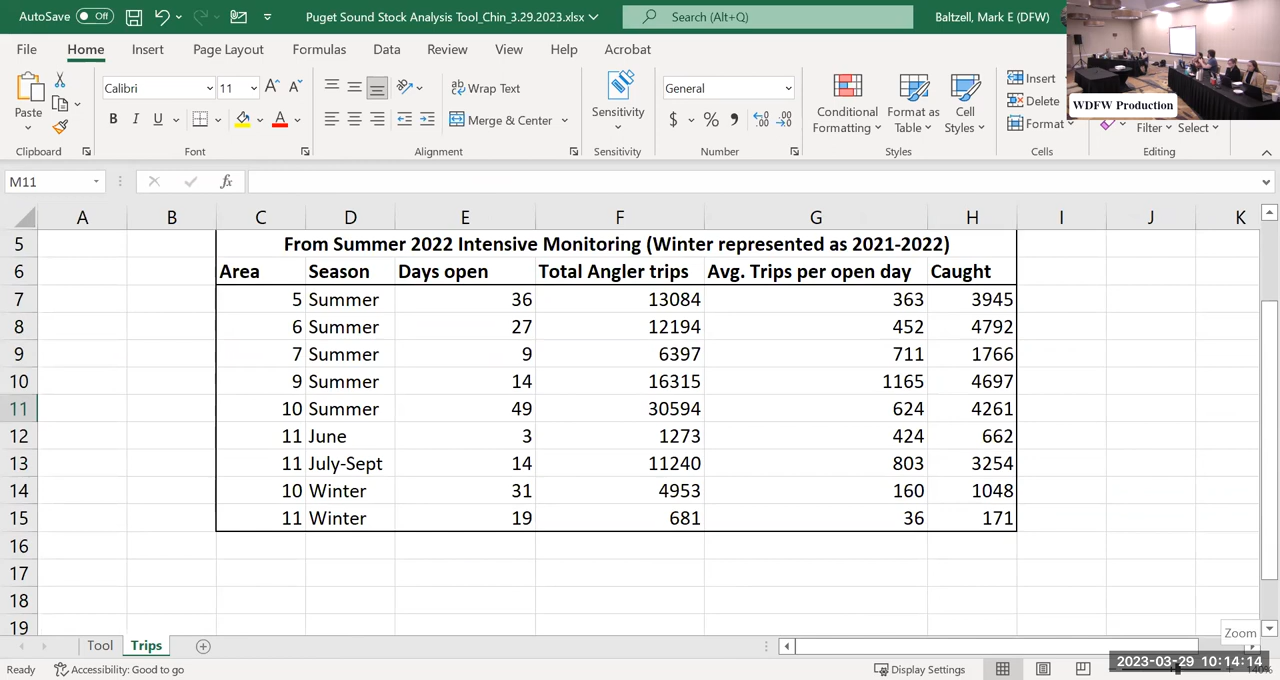 AutoSave Off Puget Sound Stock Analysis Tool_Chin_3.29.2023.xlsx Search (Alt+Q) Baltzell, Mark E (DFW)
File Home Insert Page Layout Formulas Data Review View Help Acrobat
WDFW Production
Paste Calibri 11 A A Wrap Text Sensitivity General Conditional Formatting Format as Table Cell Styles Insert
B I U A Merge & Center $ % , Delete
Format Filter Select
Clipboard Font Alignment Sensitivity Number Styles Cells Editing
M11 fx
A B C D E F G H I J K
5 From Summer 2022 Intensive Monitoring (Winter represented as 2021-2022)
6 Area Season Days open Total Angler trips Avg. Trips per open day Caught
7 5 Summer 36 13084 363 3945
8 6 Summer 27 12194 452 4792
9 7 Summer 9 6397 711 1766
10 9 Summer 14 16315 1165 4697
11 10 Summer 49 30594 624 4261
12 11 June 3 1273 424 662
13 11 July-Sept 14 11240 803 3254
14 10 Winter 31 4953 160 1048
15 11 Winter 19 681 36 171
16
17
18
19
Zoom
Tool Trips
Ready Accessibility: Good to go Display Settings 2023-03-29 10:14:14